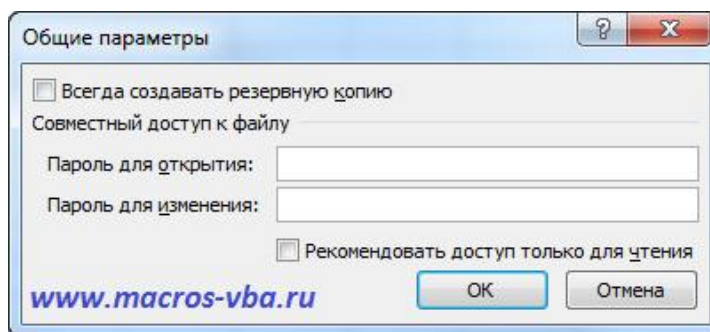 Общие параметры
Всегда создавать резервную копию
Совместный доступ к файлу
Пароль для открытия:
Пароль для изменения:
Рекомендовать доступ только для чтения
www.macros-vba.ru
ОК
Отмена